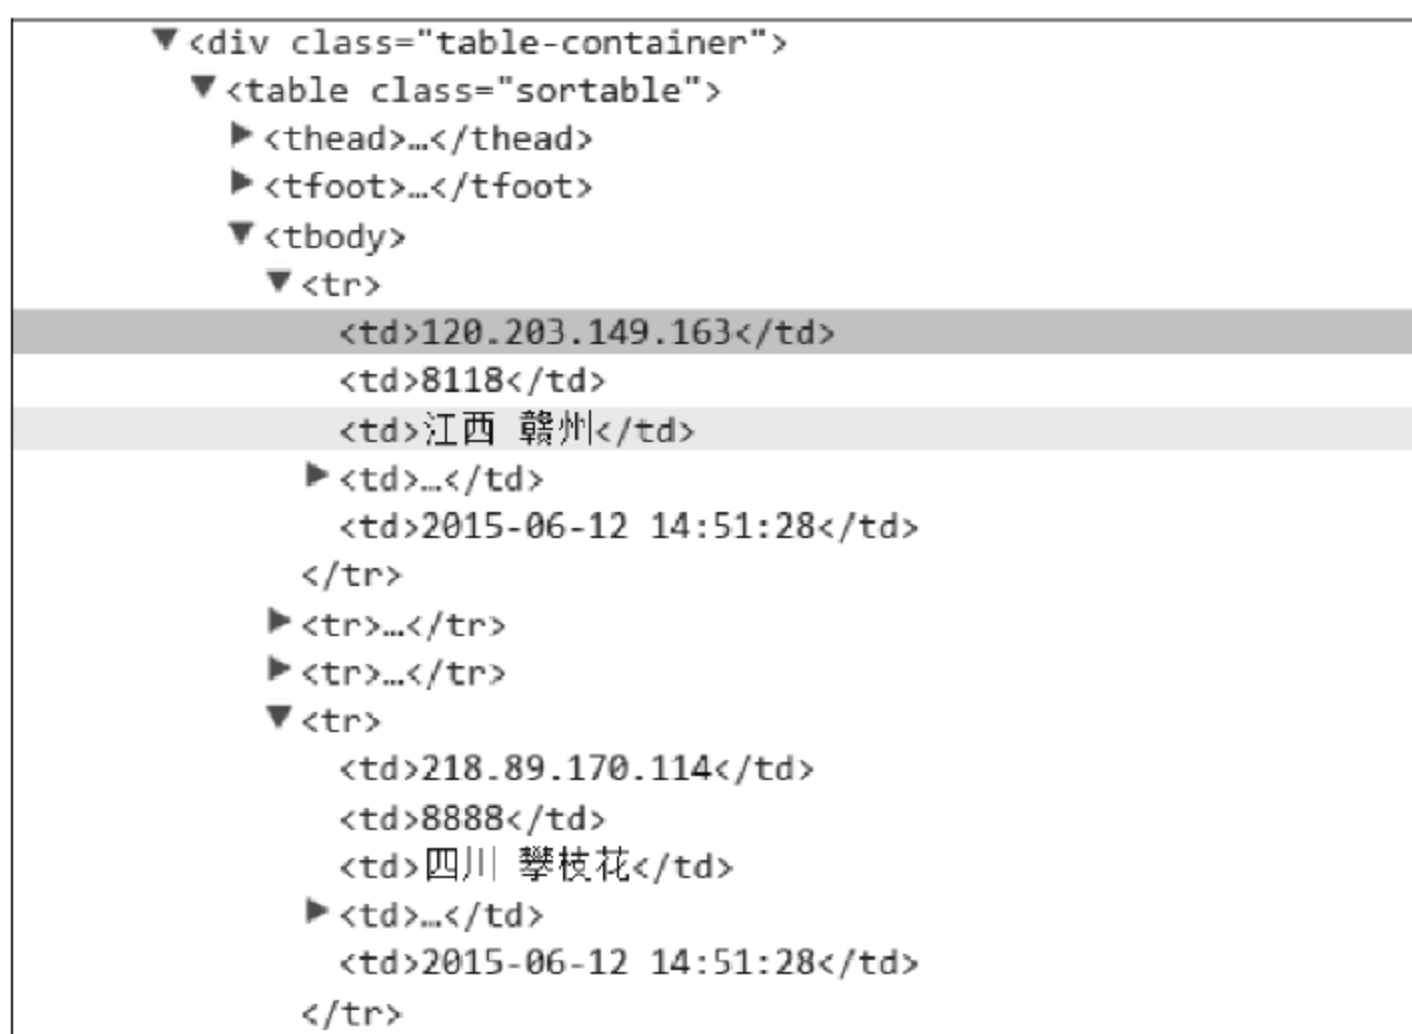 <div class="table-container">
<table class="sortable">
<thead>…</thead>
<tfoot>…</tfoot>
<tbody>
<tr>
<td>120.203.149.163</td>
<td>8118</td>
<td>江西 赣州</td>
<td>…</td>
<td>2015-06-12 14:51:28</td>
</tr>
<tr>…</tr>
<tr>…</tr>
<tr>
<td>218.89.170.114</td>
<td>8888</td>
<td>四川 攀枝花</td>
<td>…</td>
<td>2015-06-12 14:51:28</td>
</tr>